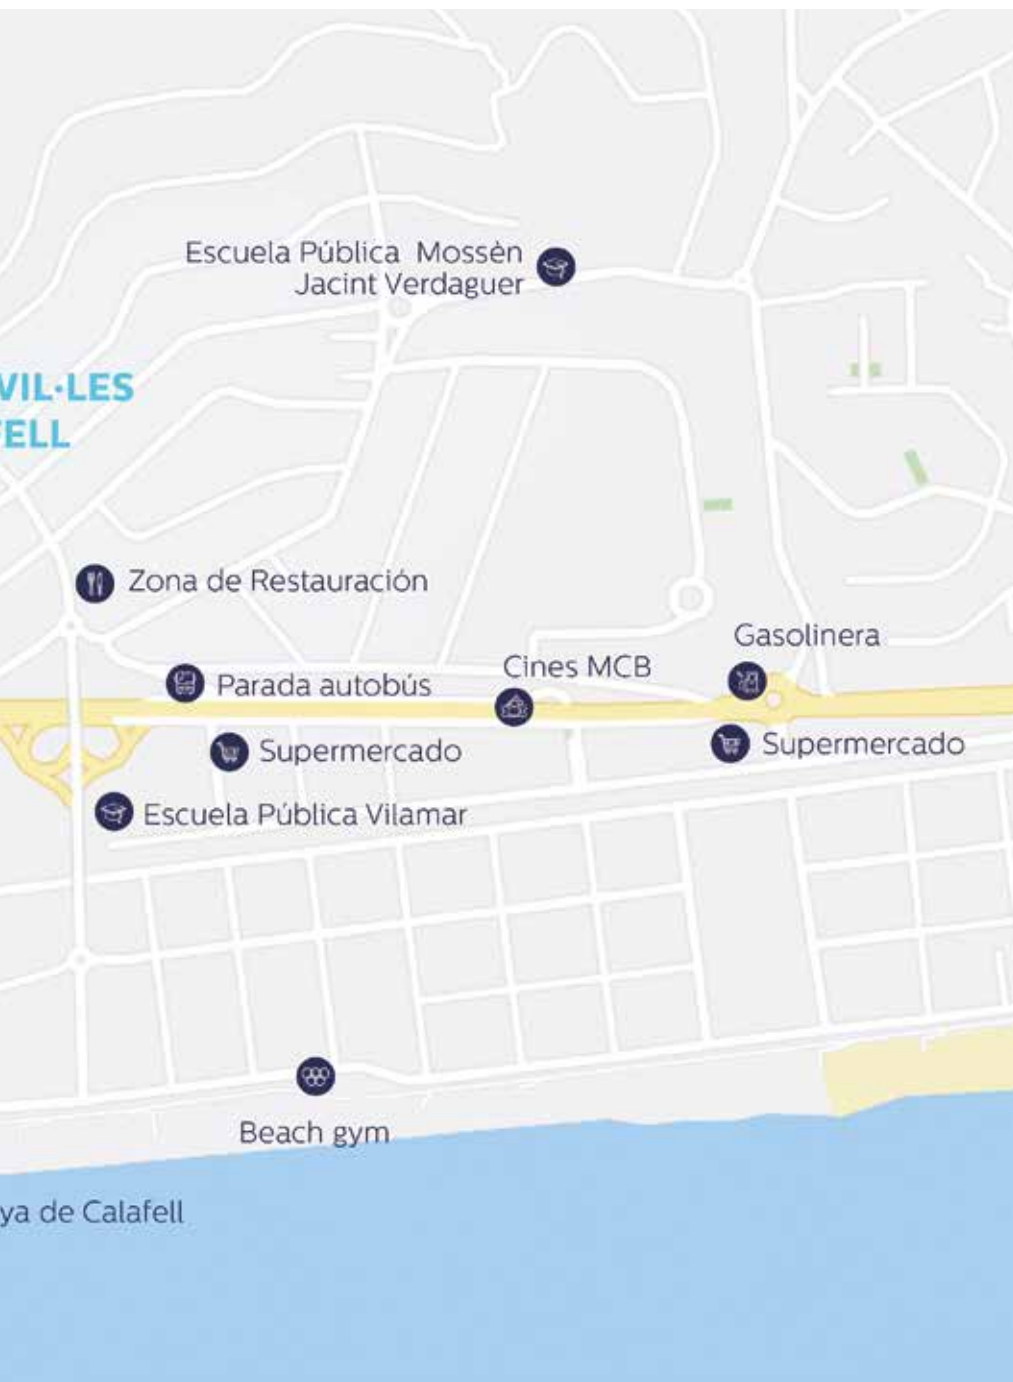 Escuela Pública Mossèn
Jacint Verdaguer
VIL·LES
FELL
Zona de Restauración
Gasolinera
Cines MCB
Parada autobús
Supermercado
Supermercado
Escuela Pública Vilamar
Beach gym
ya de Calafell